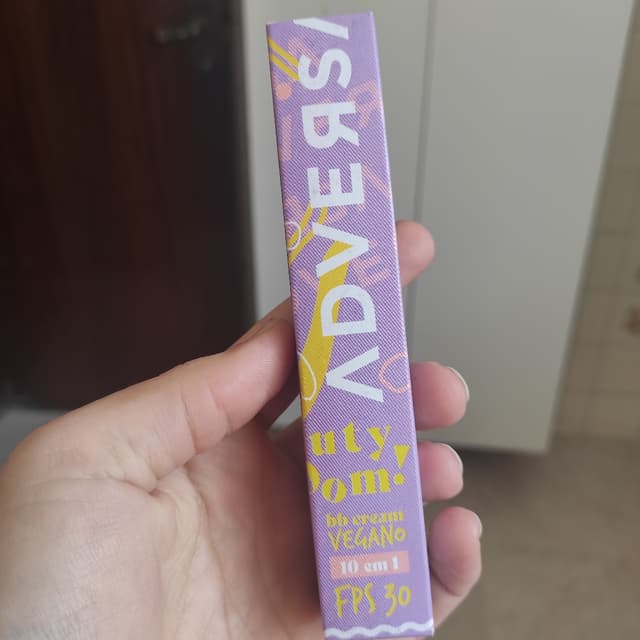 ADVERSA
uty
oom!
bb cream
VEGANO
10 em 1
FPS 30